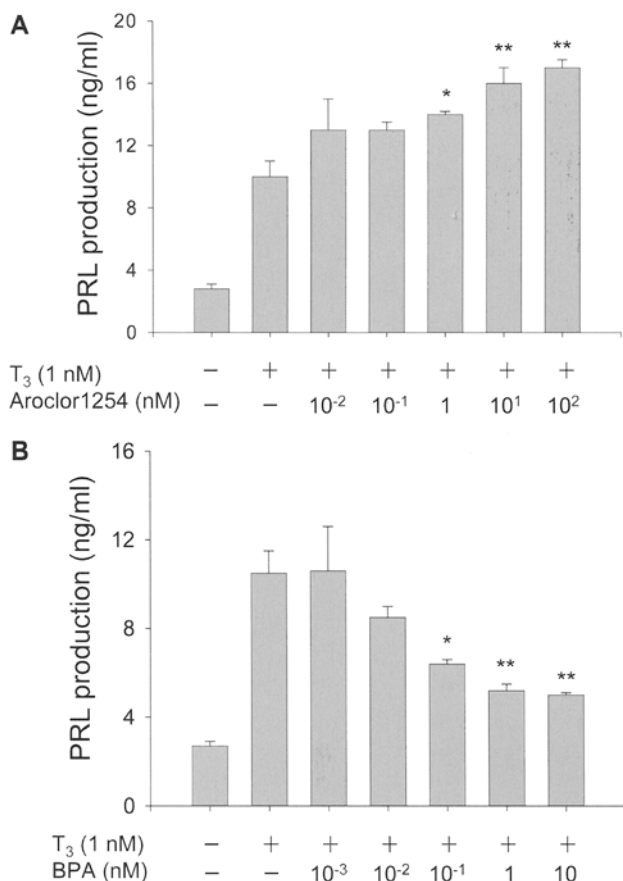 A
PRL production (ng/ml)
20
16
12
8
4
0
*
**
**
T₃ (1 nM) − + + + + + +
Aroclor1254 (nM) − − 10⁻² 10⁻¹ 1 10¹ 10²
B
PRL production (ng/ml)
16
12
8
4
0
*
**
**
T₃ (1 nM) − + + + + + +
BPA (nM) − − 10⁻³ 10⁻² 10⁻¹ 1 10